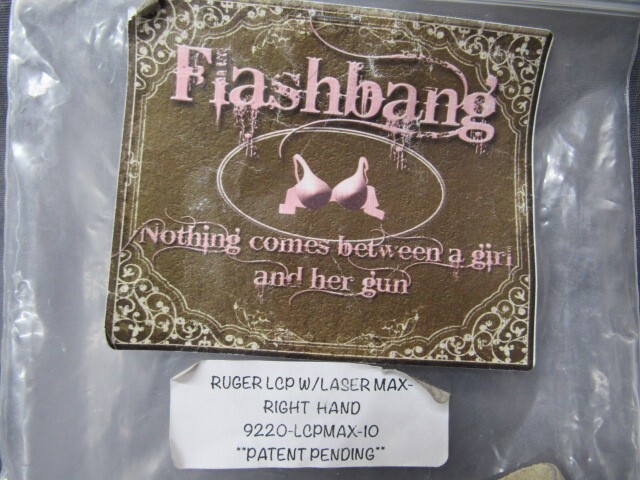 Flashbang
Nothing comes between a girl
and her gun
RUGER LCP W/LASER MAX-
RIGHT HAND
9220-LCPMAX-10
"PATENT PENDING"